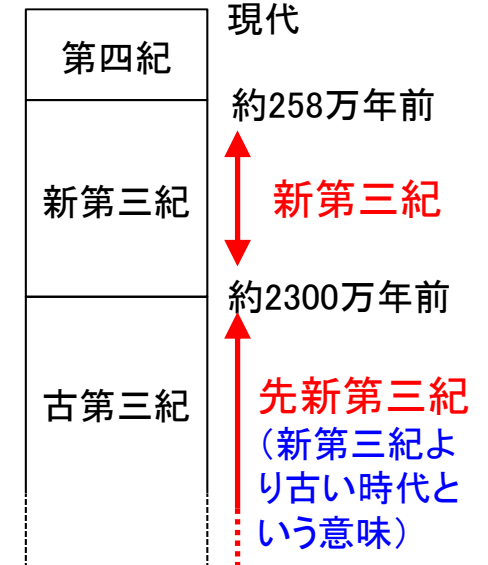 現代
第四紀
約258万年前
新第三紀
新第三紀
約2300万年前
古第三紀
先新第三紀
（新第三紀よ
り古い時代と
いう意味）